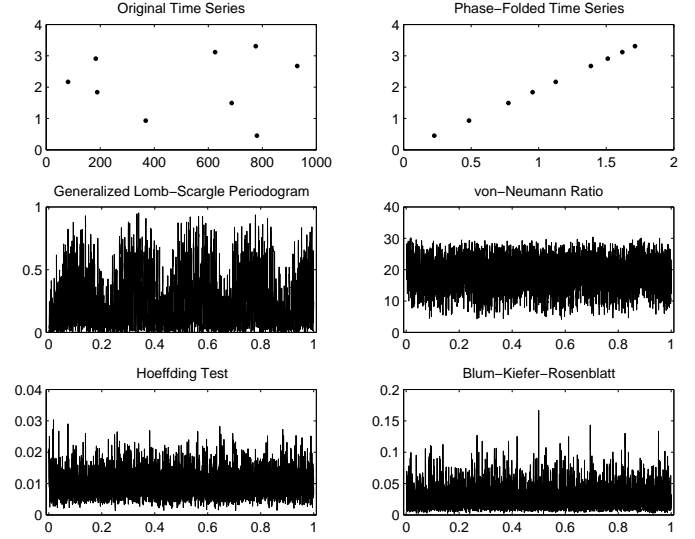 Original Time Series
Phase−Folded Time Series
4
3
2
1
0
0 200 400 600 800 1000
4
3
2
1
0
0 0.5 1 1.5 2
Generalized Lomb−Scargle Periodogram
von−Neumann Ratio
1
0.5
0
0 0.2 0.4 0.6 0.8 1
40
30
20
10
0
0 0.2 0.4 0.6 0.8 1
Hoeffding Test
Blum−Kiefer−Rosenblatt
0.04
0.03
0.02
0.01
0
0 0.2 0.4 0.6 0.8 1
0.2
0.15
0.1
0.05
0
0 0.2 0.4 0.6 0.8 1